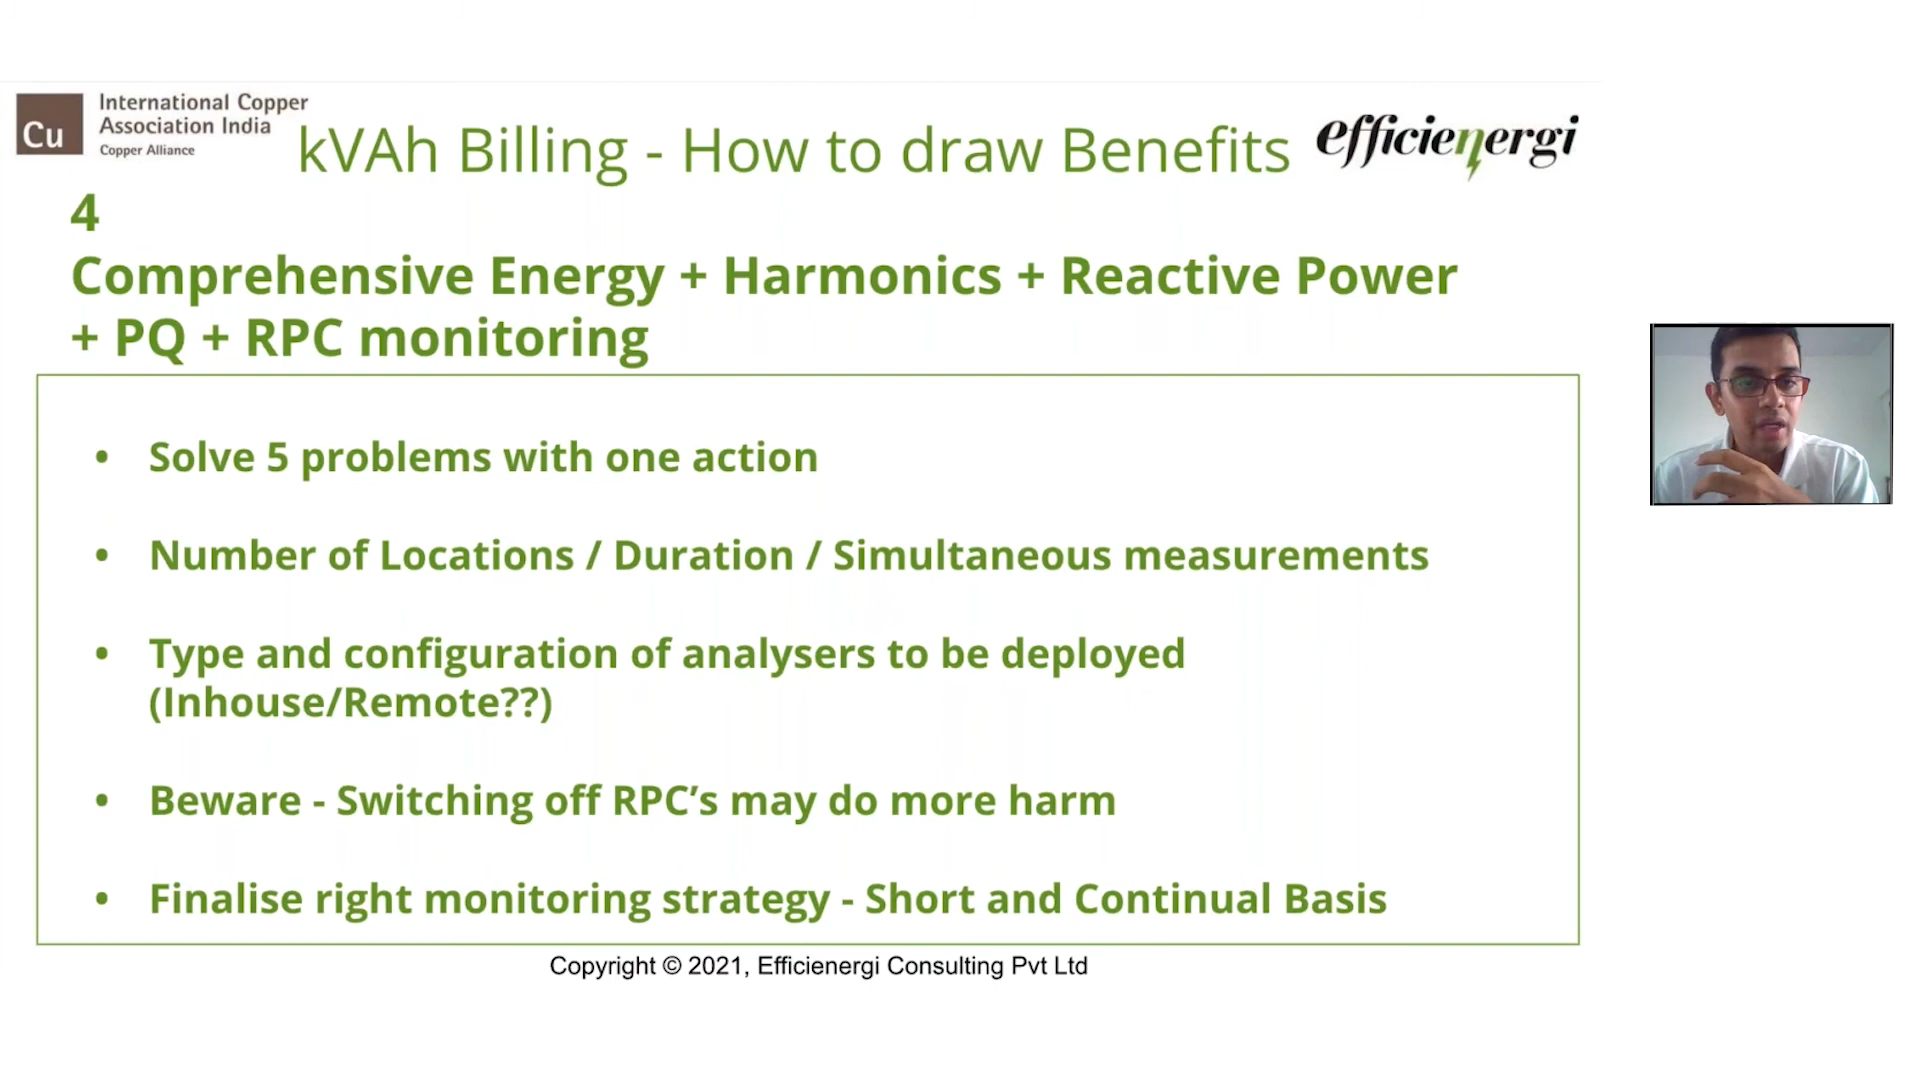 Cu
International Copper
Association India
Copper Alliance
kVAh Billing - How to draw Benefits
efficienergi
4
Comprehensive Energy + Harmonics + Reactive Power
+ PQ + RPC monitoring
• Solve 5 problems with one action
• Number of Locations / Duration / Simultaneous measurements
• Type and configuration of analysers to be deployed
(Inhouse/Remote??)
• Beware - Switching off RPC’s may do more harm
• Finalise right monitoring strategy - Short and Continual Basis
Copyright © 2021, Efficienergi Consulting Pvt Ltd